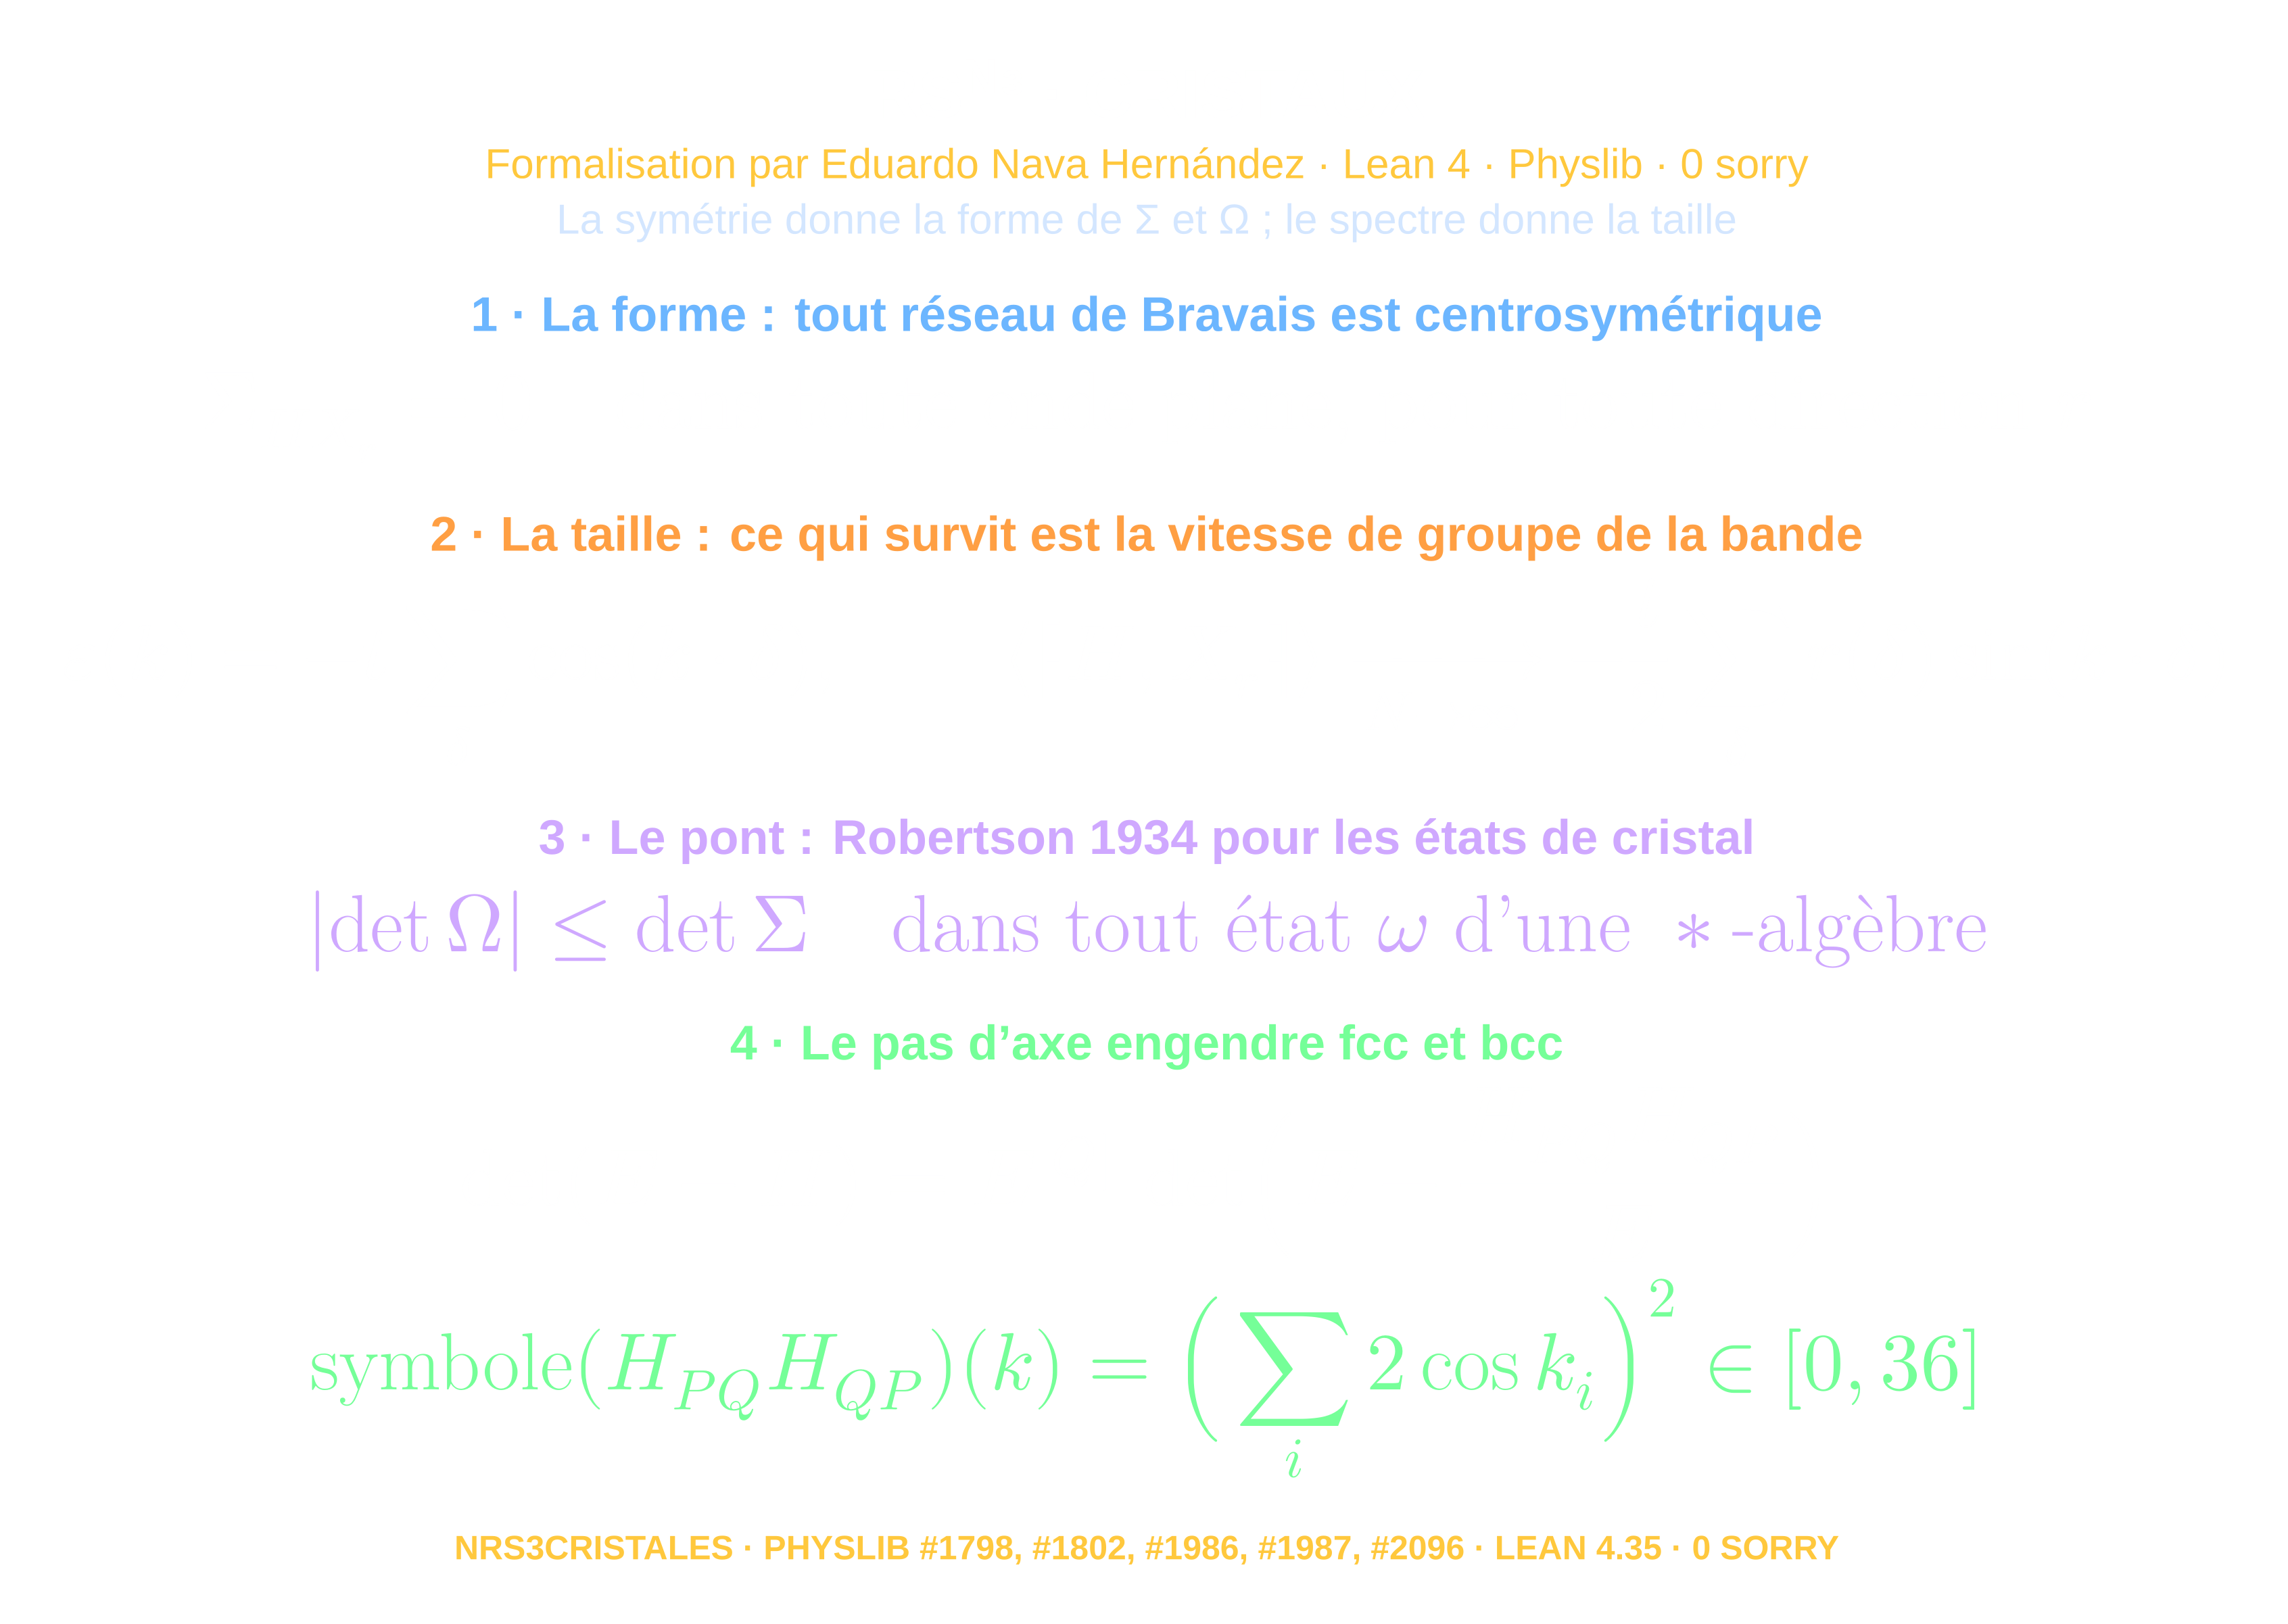 Formalisation par Eduardo Nava Hernández · Lean 4 · Physlib · 0 sorry
La symétrie donne la forme de Σ et Ω ; le spectre donne la taille
1 · La forme : tout réseau de Bravais est centrosymétrique
2 · La taille : ce qui survit est la vitesse de groupe de la bande
3 · Le pont : Robertson 1934 pour les états de cristal
|det Ω| ≤ det Σ dans tout état ω d'une ∗-algèbre
4 · Le pas d’axe engendre fcc et bcc
symbole(H_{PQ} H_{QP})(k) = (∑_i 2 cos k_i)^2 ∈ [0, 36]
NRS3CRISTALES · PHYSLIB #1798, #1802, #1986, #1987, #2096 · LEAN 4.35 · 0 SORRY